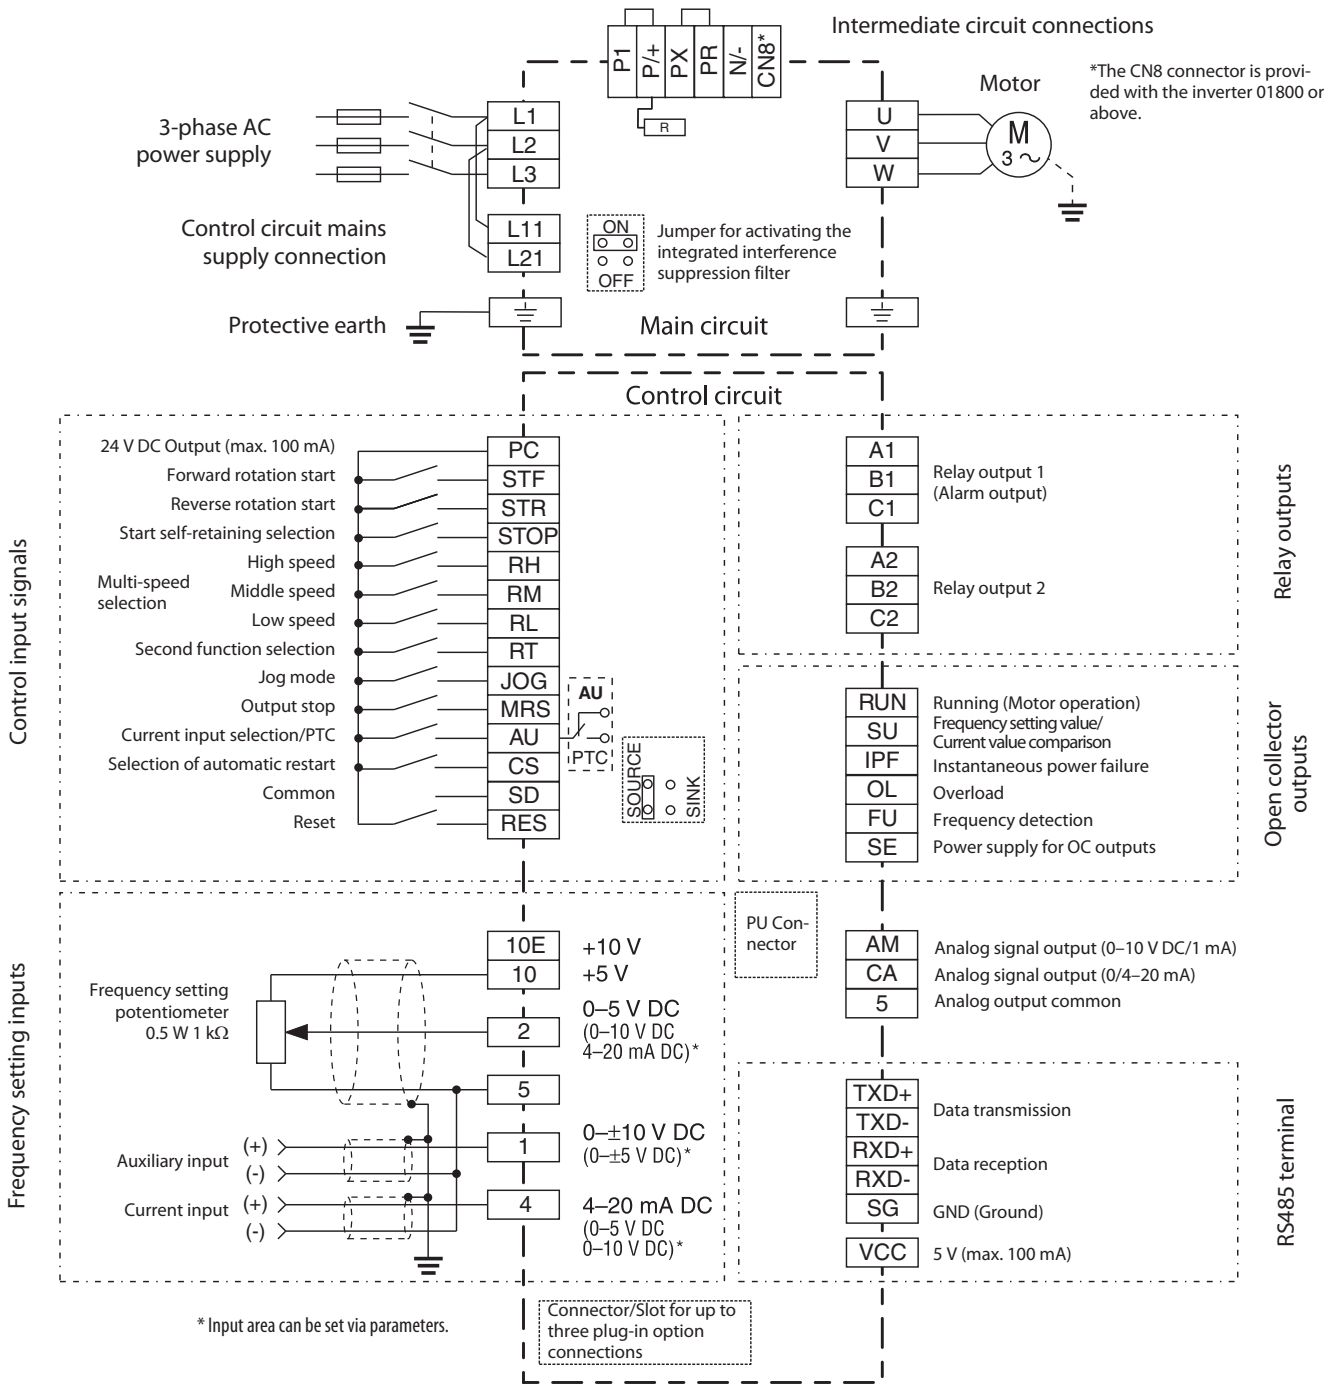 Intermediate circuit connections
P1
P/+
PX
PR
N/-
CN8*
R
*The CN8 connector is provi-
ded with the inverter 01800 or
above.
3-phase AC
power supply
L1
L2
L3
U
V
W
Motor
M
3 ~
Control circuit mains
supply connection
L11
L21
ON
OFF
Jumper for activating the
integrated interference
suppression filter
Protective earth
Main circuit
Control circuit
Control input signals
24 V DC Output (max. 100 mA)
PC
Forward rotation start
STF
Reverse rotation start
STR
Start self-retaining selection
STOP
Multi-speed
selection
High speed
RH
Middle speed
RM
Low speed
RL
Second function selection
RT
Jog mode
JOG
Output stop
MRS
Current input selection/PTC
AU
Selection of automatic restart
CS
Common
SD
Reset
RES
AU
PTC
SOURCE
SINK
A1
B1
C1
Relay output 1
(Alarm output)
A2
B2
C2
Relay output 2
Relay outputs
RUN
Running (Motor operation)
SU
Frequency setting value/
Current value comparison
IPF
Instantaneous power failure
OL
Overload
FU
Frequency detection
SE
Power supply for OC outputs
Open collector
outputs
Frequency setting inputs
10E
+10 V
10
+5 V
Frequency setting
potentiometer
0.5 W 1 kΩ
2
0–5 V DC
(0–10 V DC
4–20 mA DC)*
5
1
0–±10 V DC
(0–±5 V DC)*
Auxiliary input
(+)
(-)
4
4–20 mA DC
(0–5 V DC
0–10 V DC)*
Current input
(+)
(-)
PU Con-
nector
AM
Analog signal output (0–10 V DC/1 mA)
CA
Analog signal output (0/4–20 mA)
5
Analog output common
TXD+
TXD-
Data transmission
RXD+
RXD-
Data reception
SG
GND (Ground)
VCC
5 V (max. 100 mA)
RS485 terminal
* Input area can be set via parameters.
Connector/Slot for up to
three plug-in option
connections